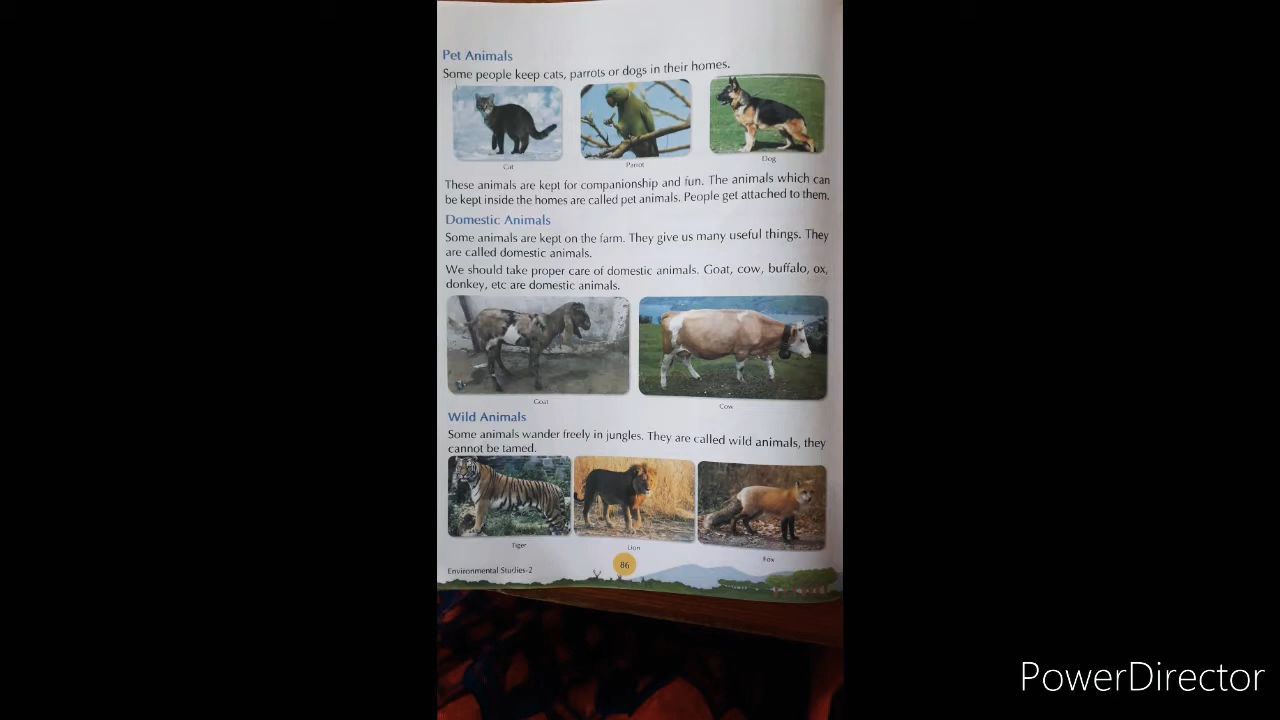 Pet Animals
Some people keep cats, parrots or dogs in their homes.
Cat
Parrot
Dog
These animals are kept for companionship and fun. The animals which can
be kept inside the homes are called pet animals. People get attached to them.
Domestic Animals
Some animals are kept on the farm. They give us many useful things. They
are called domestic animals.
We should take proper care of domestic animals. Goat, cow, buffalo, ox,
donkey, etc are domestic animals.
Goat
Cow
Wild Animals
Some animals wander freely in jungles. They are called wild animals, they
cannot be tamed.
Tiger
Lion
Fox
Environmental Studies-2
86
PowerDirector